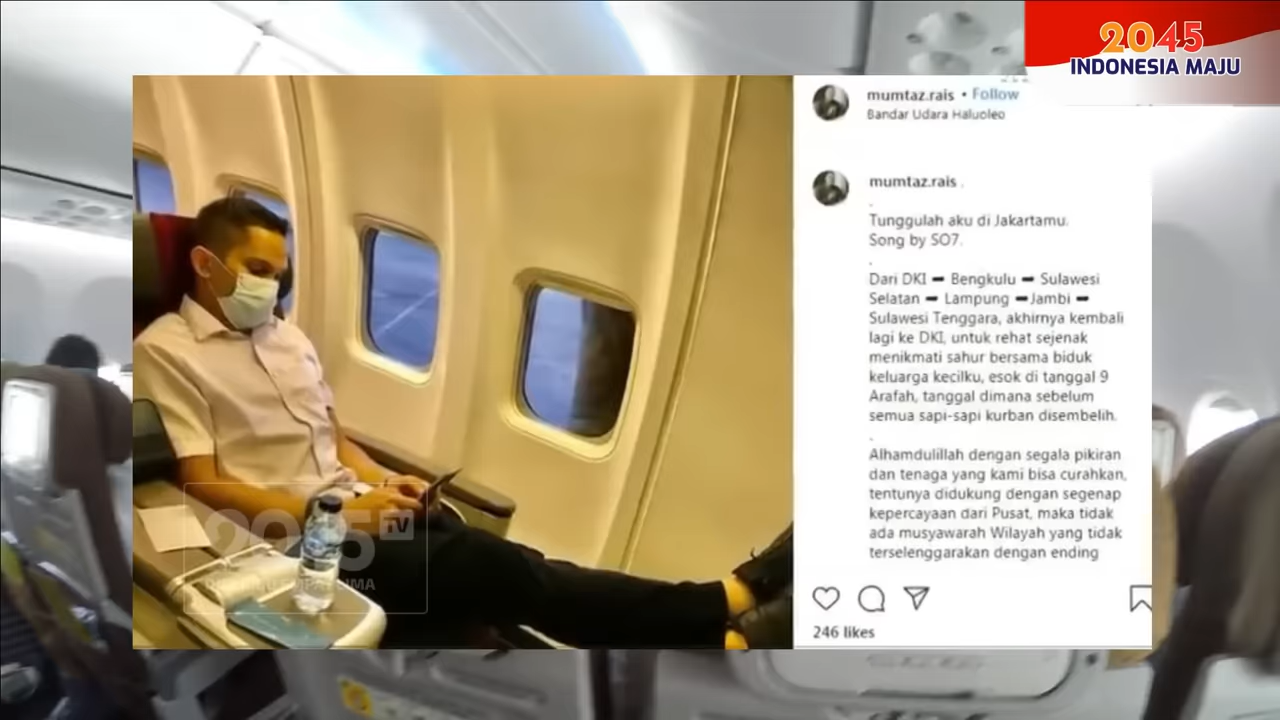 2045
INDONESIA MAJU
mumtaz.rais • Follow
Bandar Udara Haluoleo
mumtaz.rais .
.
Tunggulah aku di Jakartamu.
Song by SO7.
.
Dari DKI ➡ Bengkulu ➡ Sulawesi
Selatan ➡ Lampung ➡Jambi ➡
Sulawesi Tenggara, akhirnya kembali
lagi ke DKI, untuk rehat sejenak
menikmati sahur bersama biduk
keluarga kecilku, esok di tanggal 9
Arafah, tanggal dimana sebelum
semua sapi-sapi kurban disembelih.
.
Alhamdulillah dengan segala pikiran
dan tenaga yang kami bisa curahkan,
tentunya didukung dengan segenap
kepercayaan dari Pusat, maka tidak
ada musyawarah Wilayah yang tidak
terselenggarakan dengan ending
246 likes
2045 TV